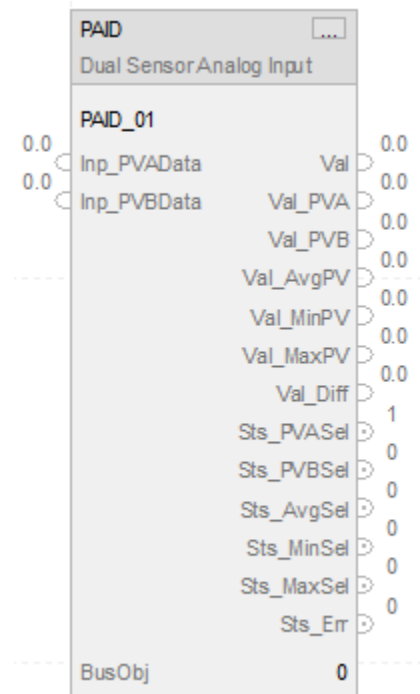 PAID ...
Dual Sensor Analog Input
PAID_01
0.0 Inp_PVAData Val 0.0
0.0 Inp_PVBData Val_PVA 0.0
Val_PVB 0.0
Val_AvgPV 0.0
Val_MinPV 0.0
Val_MaxPV 0.0
Val_Diff 0.0
Sts_PVASel 1
Sts_PVBSel 0
Sts_AvgSel 0
Sts_MinSel 0
Sts_MaxSel 0
Sts_Err 0
BusObj 0